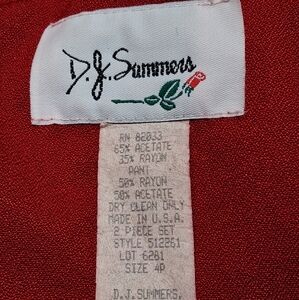 D.J. Summers
RN 82033
65% ACETATE
35% RAYON
PANT
50% RAYON
50% ACETATE
DRY CLEAN ONLY
MADE IN U.S.A.
2 PIECE SET
STYLE 512261
LOT 6281
SIZE 4P
D.J. SUMMERS,